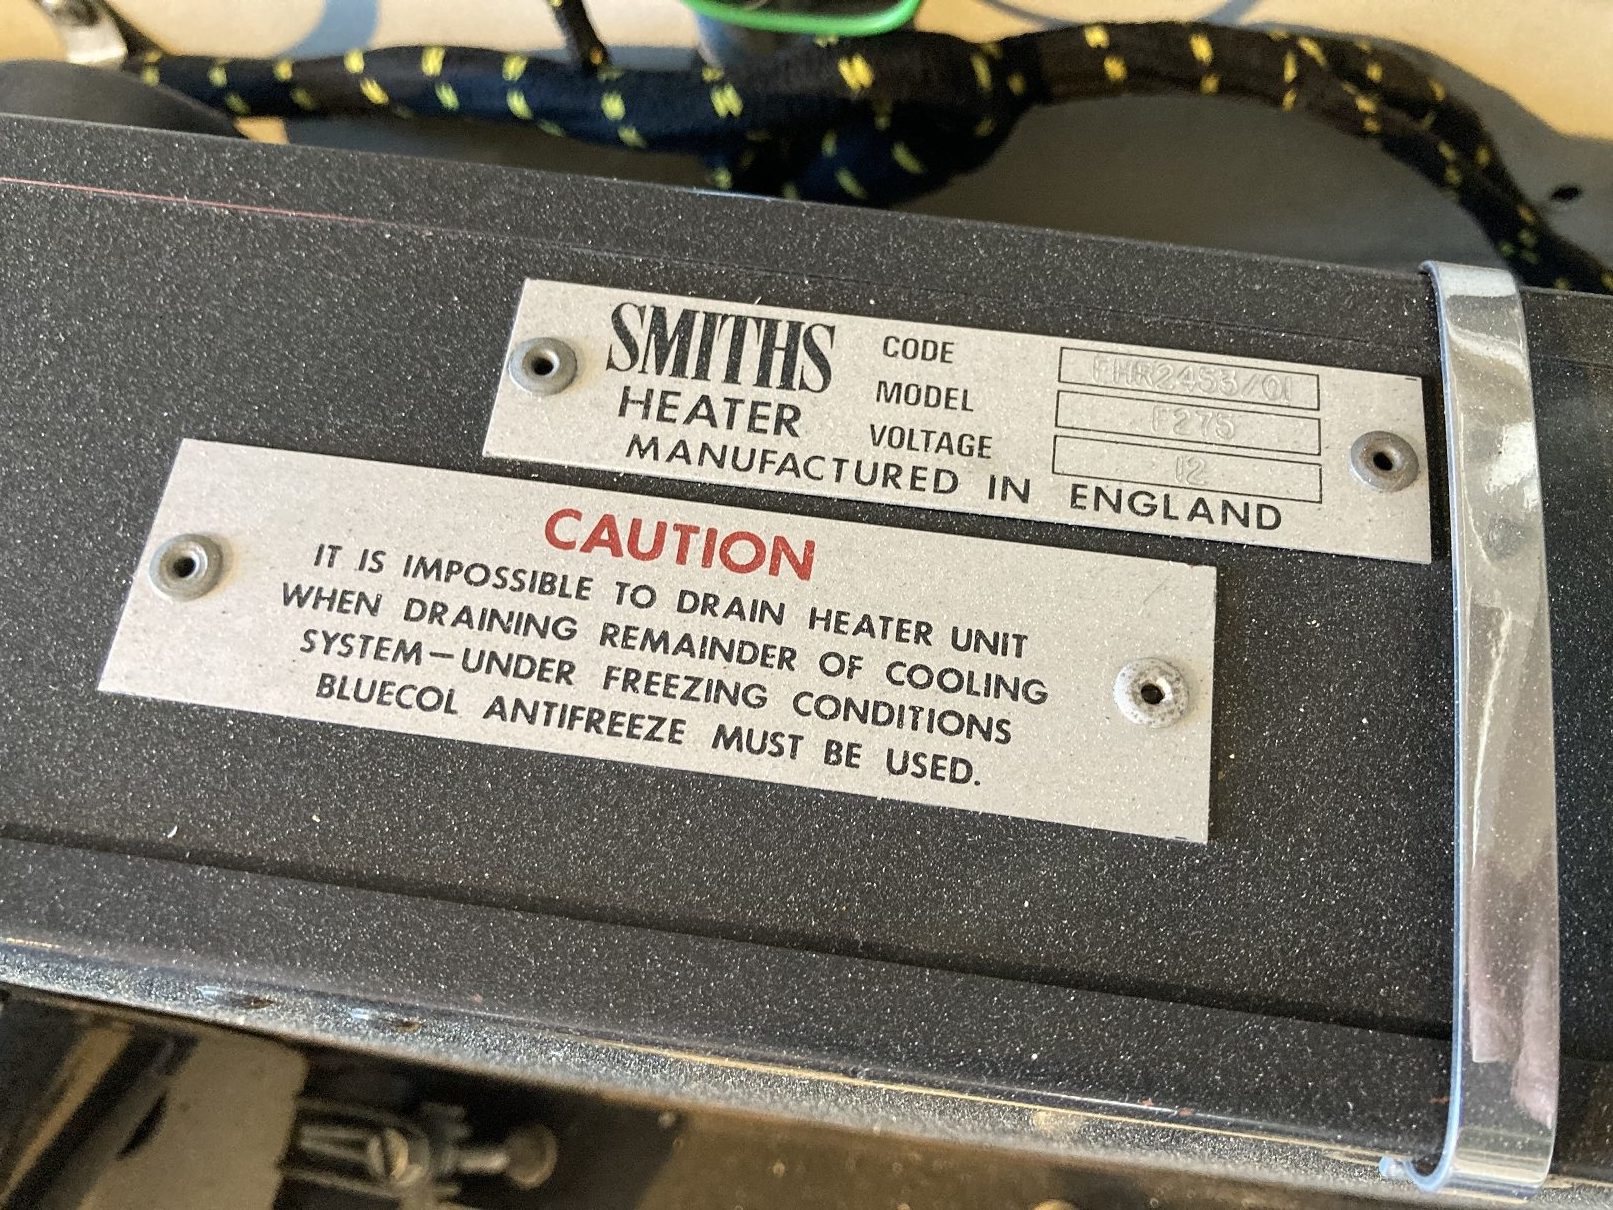 SMITHS
HEATER
CODE FHR2453/01
MODEL F275
VOLTAGE 12
MANUFACTURED IN ENGLAND
CAUTION
IT IS IMPOSSIBLE TO DRAIN HEATER UNIT
WHEN DRAINING REMAINDER OF COOLING
SYSTEM—UNDER FREEZING CONDITIONS
BLUECOL ANTIFREEZE MUST BE USED.